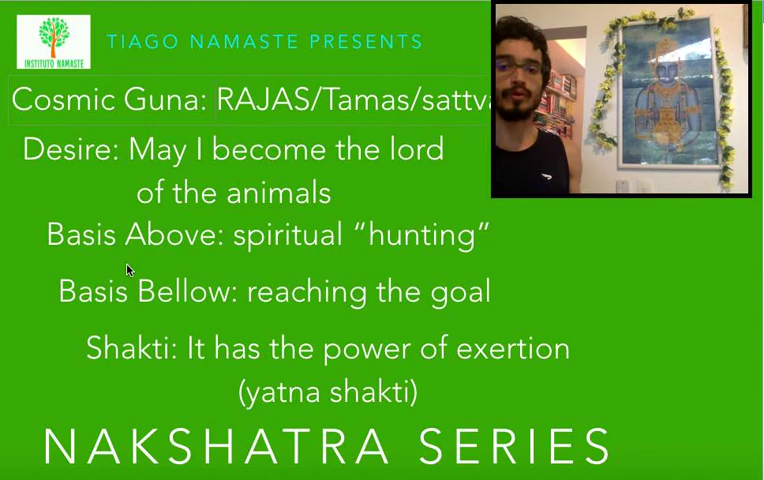 INSTITUTO NAMASTE
TIAGO NAMASTE PRESENTS
Cosmic Guna: RAJAS/Tamas/sattva
Desire: May I become the lord
of the animals
Basis Above: spiritual “hunting”
Basis Bellow: reaching the goal
Shakti: It has the power of exertion
(yatna shakti)
NAKSHATRA SERIES